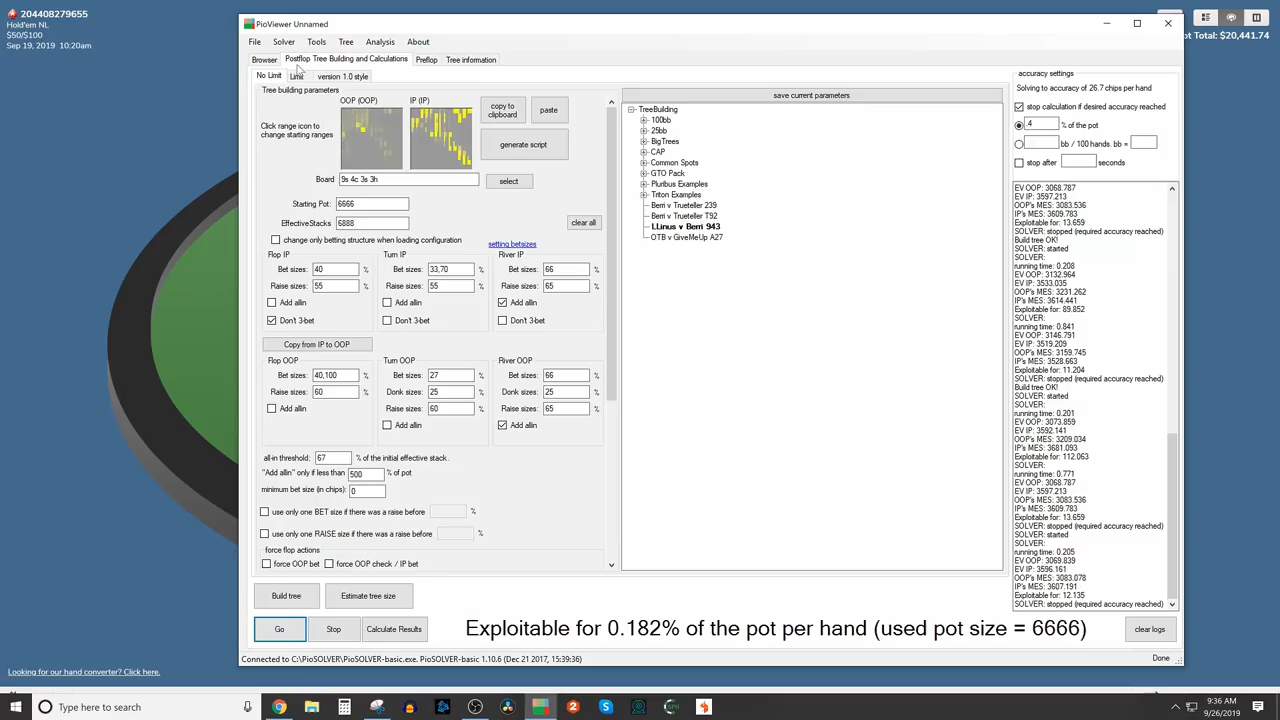 204408279655
Hold'em NL
$50/$100
Sep 19, 2019 10:20am
PioViewer Unnamed
Pot Total: $20,441.74
File Solver Tools Tree Analysis About
Browser Postflop Tree Building and Calculations Preflop Tree information
No Limit Limit version 1.0 style
Tree building parameters
OOP (OOP) IP (IP)
Click range icon to
change starting ranges
copy to
clipboard
paste
generate script
Board 9s 4c 3s 3h select
Starting Pot: 6666
EffectiveStacks 6888 clear all
change only betting structure when loading configuration setting betsizes
Flop IP Turn IP River IP
Bet sizes: 40 % Bet sizes: 33,70 % Bet sizes: 66 %
Raise sizes: 55 % Raise sizes: 55 % Raise sizes: 65 %
Add allin Add allin Add allin
Don't 3-bet Don't 3-bet Don't 3-bet
Copy from IP to OOP
Flop OOP Turn OOP River OOP
Bet sizes: 40,100 % Bet sizes: 27 % Bet sizes: 66 %
Raise sizes: 60 % Donk sizes: 25 % Donk sizes: 25 %
Add allin Raise sizes: 60 % Raise sizes: 65 %
Add allin Add allin
all-in threshold: 67 % of the initial effective stack.
"Add allin" only if less than 500 % of pot
minimum bet size (in chips): 0
use only one BET size if there was a raise before %
use only one RAISE size if there was a raise before %
force flop actions
force OOP bet force OOP check / IP bet
save current parameters
TreeBuilding
100bb
25bb
BigTrees
CAP
Common Spots
GTO Pack
Pluribus Examples
Triton Examples
Berri v Trueteller 239
Berri v Trueteller T92
LLinus v Berri 943
OTB v GiveMeUp A27
accuracy settings
Solving to accuracy of 26.7 chips per hand
stop calculation if desired accuracy reached
.4 % of the pot
bb / 100 hands. bb =
stop after seconds
EV OOP: 3068.787
EV IP: 3597.213
OOP's MES: 3083.536
IP's MES: 3609.783
Exploitable for: 13.659
SOLVER: stopped (required accuracy reached)
Build tree OK!
SOLVER: started
SOLVER:
running time: 0.208
EV OOP: 3132.964
EV IP: 3533.035
OOP's MES: 3231.262
IP's MES: 3614.441
Exploitable for: 89.852
SOLVER:
running time: 0.841
EV OOP: 3146.791
EV IP: 3519.209
OOP's MES: 3159.745
IP's MES: 3528.663
Exploitable for: 11.204
SOLVER: stopped (required accuracy reached)
Build tree OK!
SOLVER: started
SOLVER:
running time: 0.201
EV OOP: 3073.859
EV IP: 3592.141
OOP's MES: 3209.034
IP's MES: 3681.093
Exploitable for: 112.063
SOLVER:
running time: 0.771
EV OOP: 3068.787
EV IP: 3597.213
OOP's MES: 3083.536
IP's MES: 3609.783
Exploitable for: 13.659
SOLVER: stopped (required accuracy reached)
SOLVER: started
SOLVER:
running time: 0.205
EV OOP: 3069.839
EV IP: 3596.161
OOP's MES: 3083.078
IP's MES: 3607.191
Exploitable for: 12.135
SOLVER: stopped (required accuracy reached)
Build tree Estimate tree size
Go Stop Calculate Results Exploitable for 0.182% of the pot per hand (used pot size = 6666) clear logs
Connected to C:\PioSOLVER\PioSOLVER-basic.exe. PioSOLVER-basic 1.10.6 (Dec 21 2017, 15:39:36) Done
Looking for our hand converter? Click here.
Type here to search
9:36 AM
9/26/2019